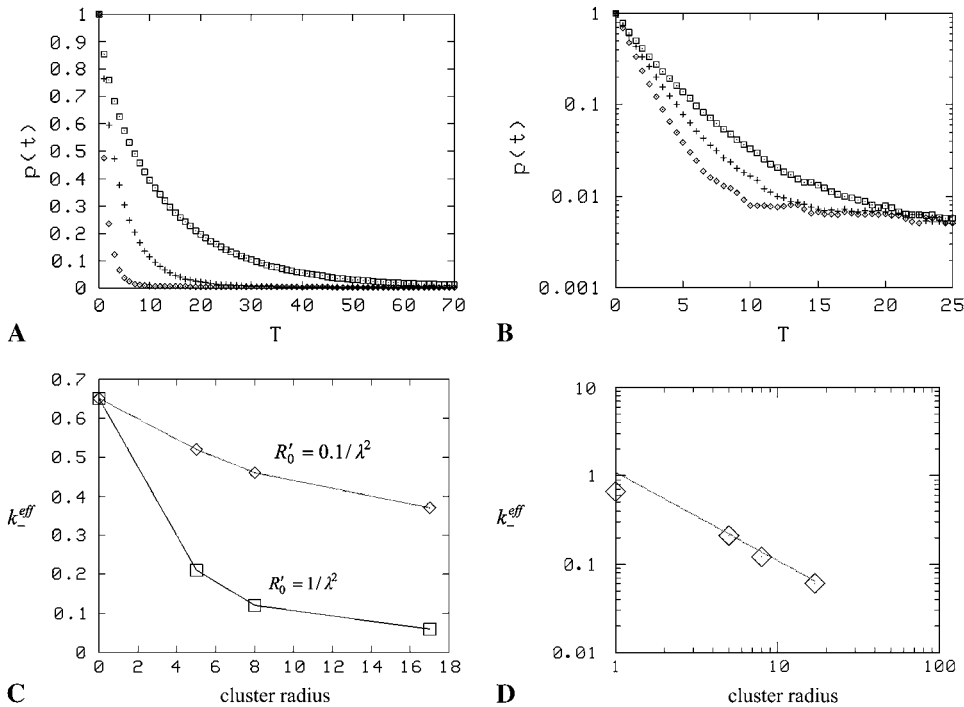 1
0.9
0.8
0.7
0.6
0.5
0.4
0.3
0.2
0.1
0
p(t)
0 10 20 30 40 50 60 70
T
A
1
0.1
0.01
0.001
p(t)
0 5 10 15 20 25
T
B
0.7
0.6
0.5
0.4
0.3
0.2
0.1
0
k_-^{eff}
R'_0 = 0.1/λ²
R'_0 = 1/λ²
0 2 4 6 8 10 12 14 16 18
cluster radius
C
10
1
0.1
0.01
k_-^{eff}
1 10 100
cluster radius
D